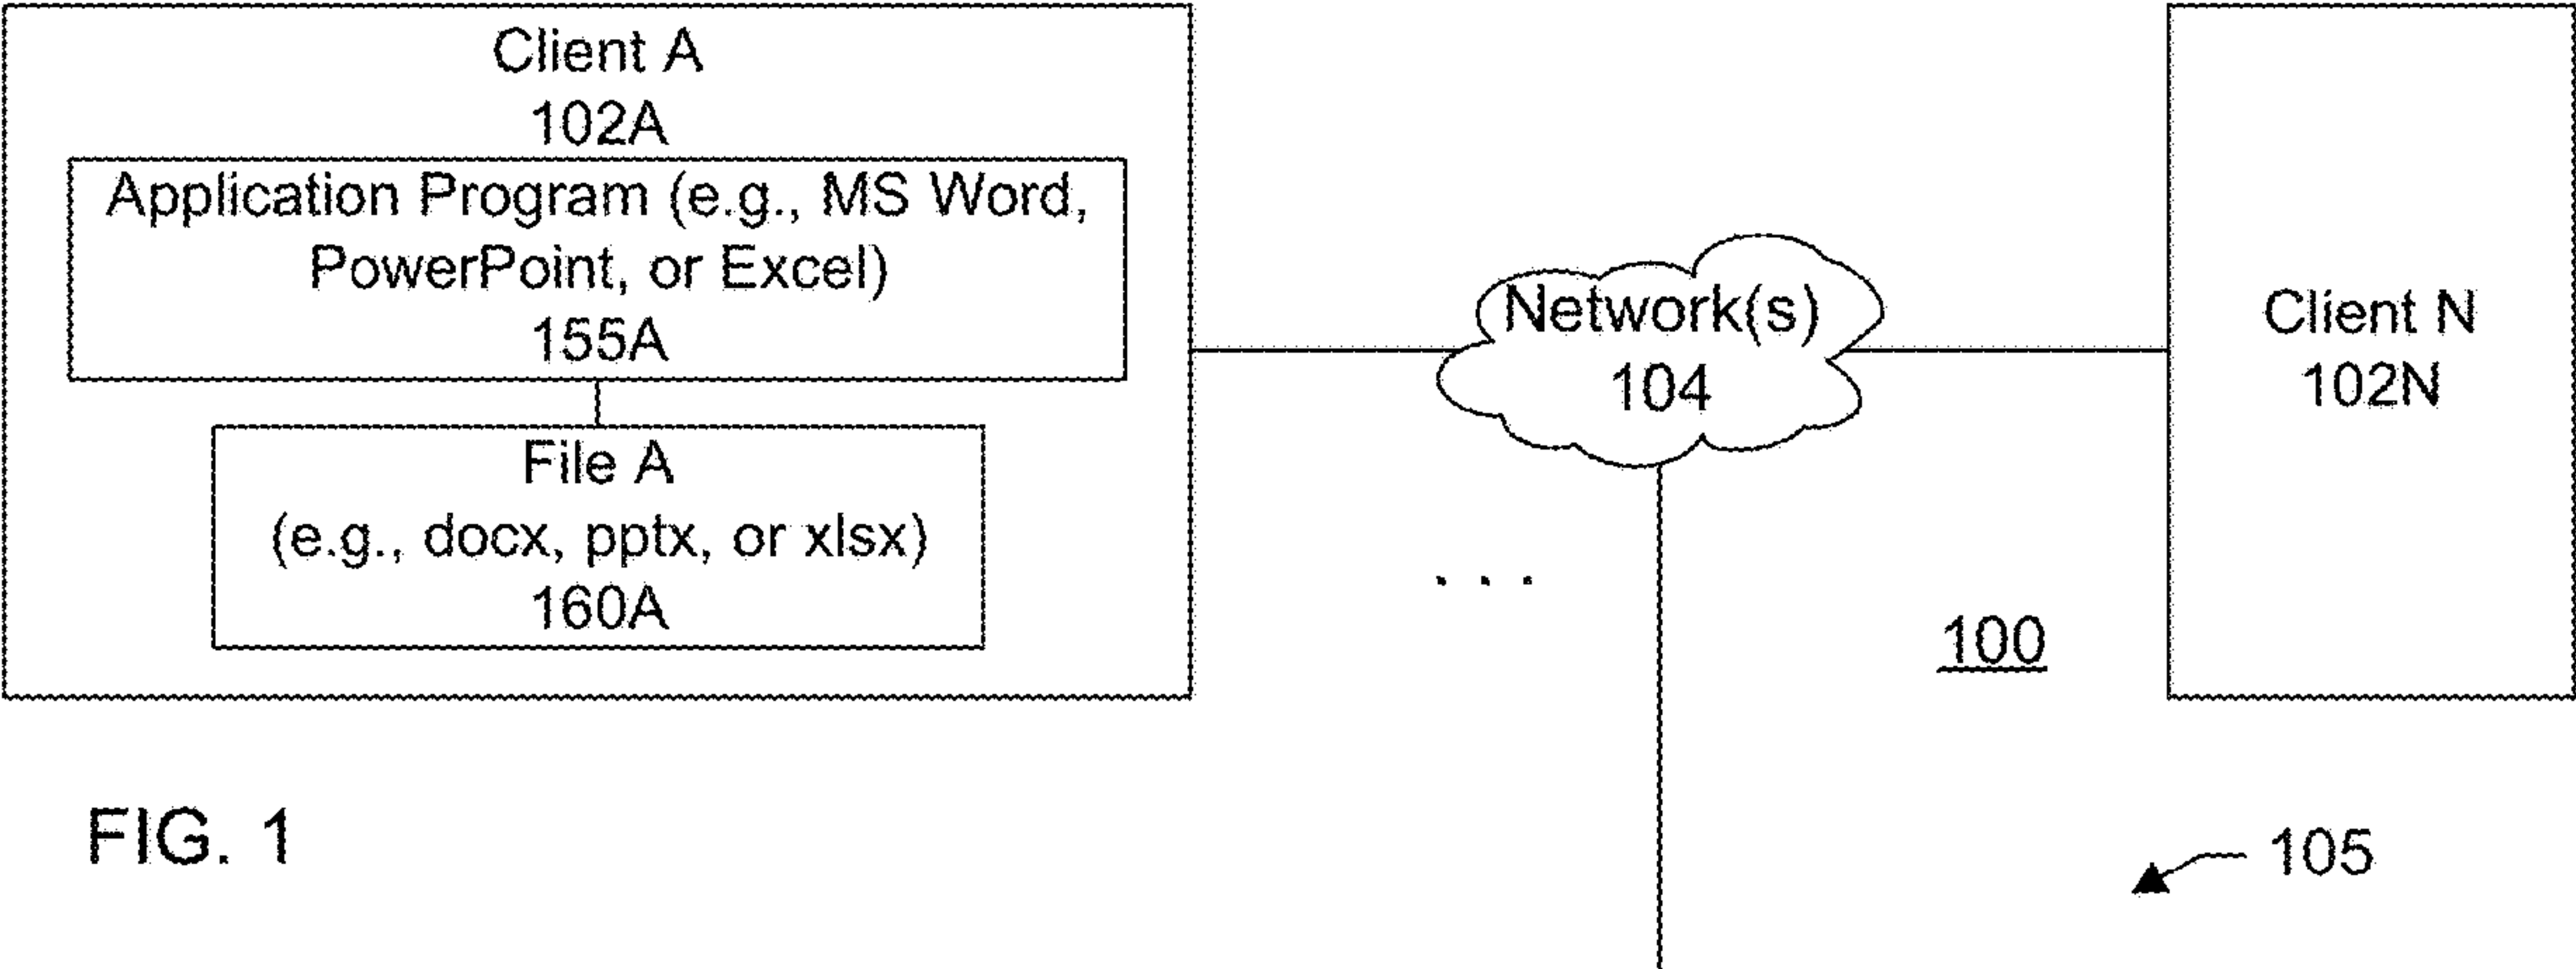 Client A
102A
Application Program (e.g., MS Word,
PowerPoint, or Excel)
155A
File A
(e.g., docx, pptx, or xlsx)
160A
Network(s)
104
Client N
102N
. . .
100
FIG. 1
105